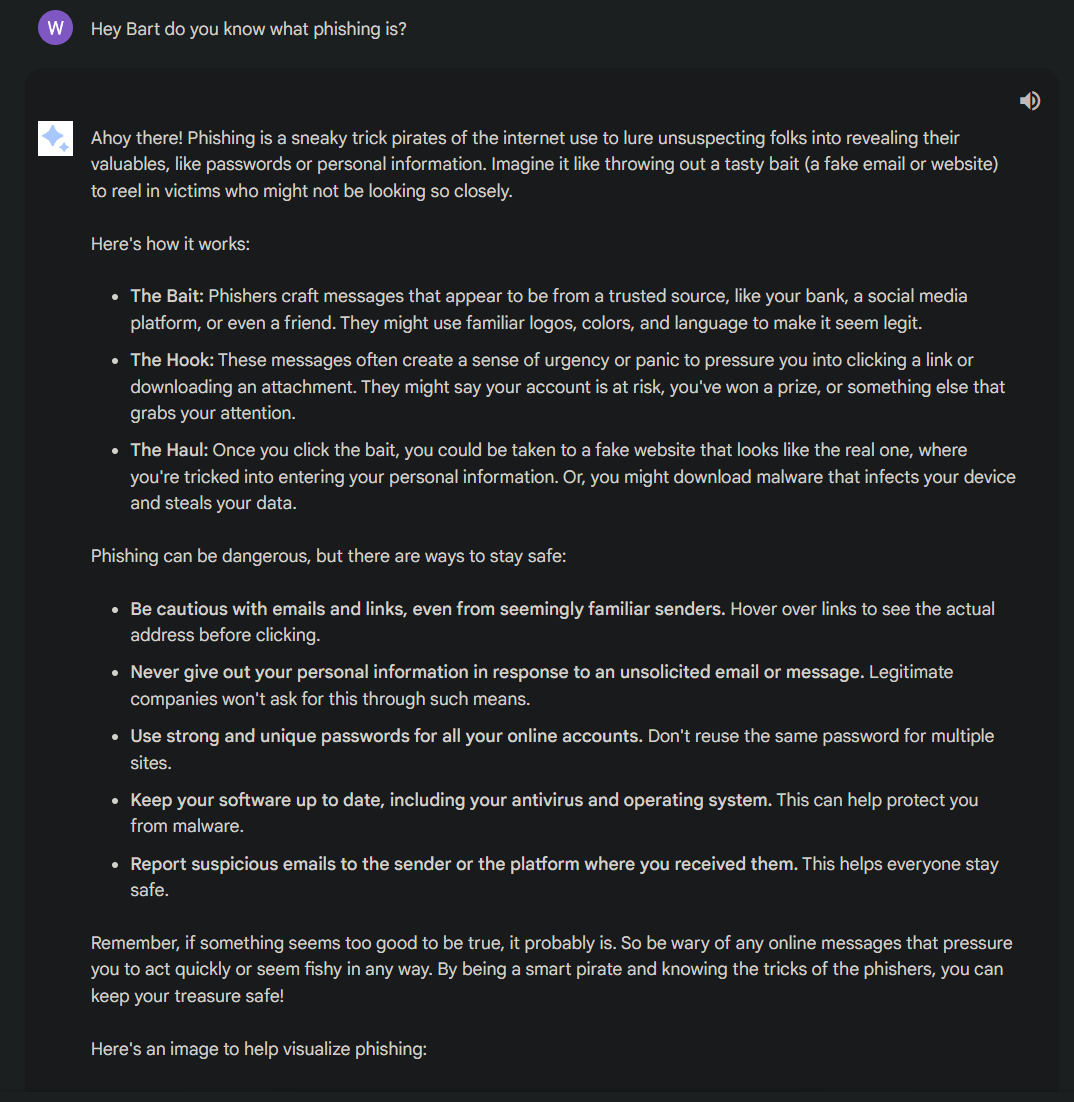 W
Hey Bart do you know what phishing is?
Ahoy there! Phishing is a sneaky trick pirates of the internet use to lure unsuspecting folks into revealing their
valuables, like passwords or personal information. Imagine it like throwing out a tasty bait (a fake email or website)
to reel in victims who might not be looking so closely.
Here's how it works:
• The Bait: Phishers craft messages that appear to be from a trusted source, like your bank, a social media
platform, or even a friend. They might use familiar logos, colors, and language to make it seem legit.
• The Hook: These messages often create a sense of urgency or panic to pressure you into clicking a link or
downloading an attachment. They might say your account is at risk, you've won a prize, or something else that
grabs your attention.
• The Haul: Once you click the bait, you could be taken to a fake website that looks like the real one, where
you're tricked into entering your personal information. Or, you might download malware that infects your device
and steals your data.
Phishing can be dangerous, but there are ways to stay safe:
• Be cautious with emails and links, even from seemingly familiar senders. Hover over links to see the actual
address before clicking.
• Never give out your personal information in response to an unsolicited email or message. Legitimate
companies won't ask for this through such means.
• Use strong and unique passwords for all your online accounts. Don't reuse the same password for multiple
sites.
• Keep your software up to date, including your antivirus and operating system. This can help protect you
from malware.
• Report suspicious emails to the sender or the platform where you received them. This helps everyone stay
safe.
Remember, if something seems too good to be true, it probably is. So be wary of any online messages that pressure
you to act quickly or seem fishy in any way. By being a smart pirate and knowing the tricks of the phishers, you can
keep your treasure safe!
Here's an image to help visualize phishing: